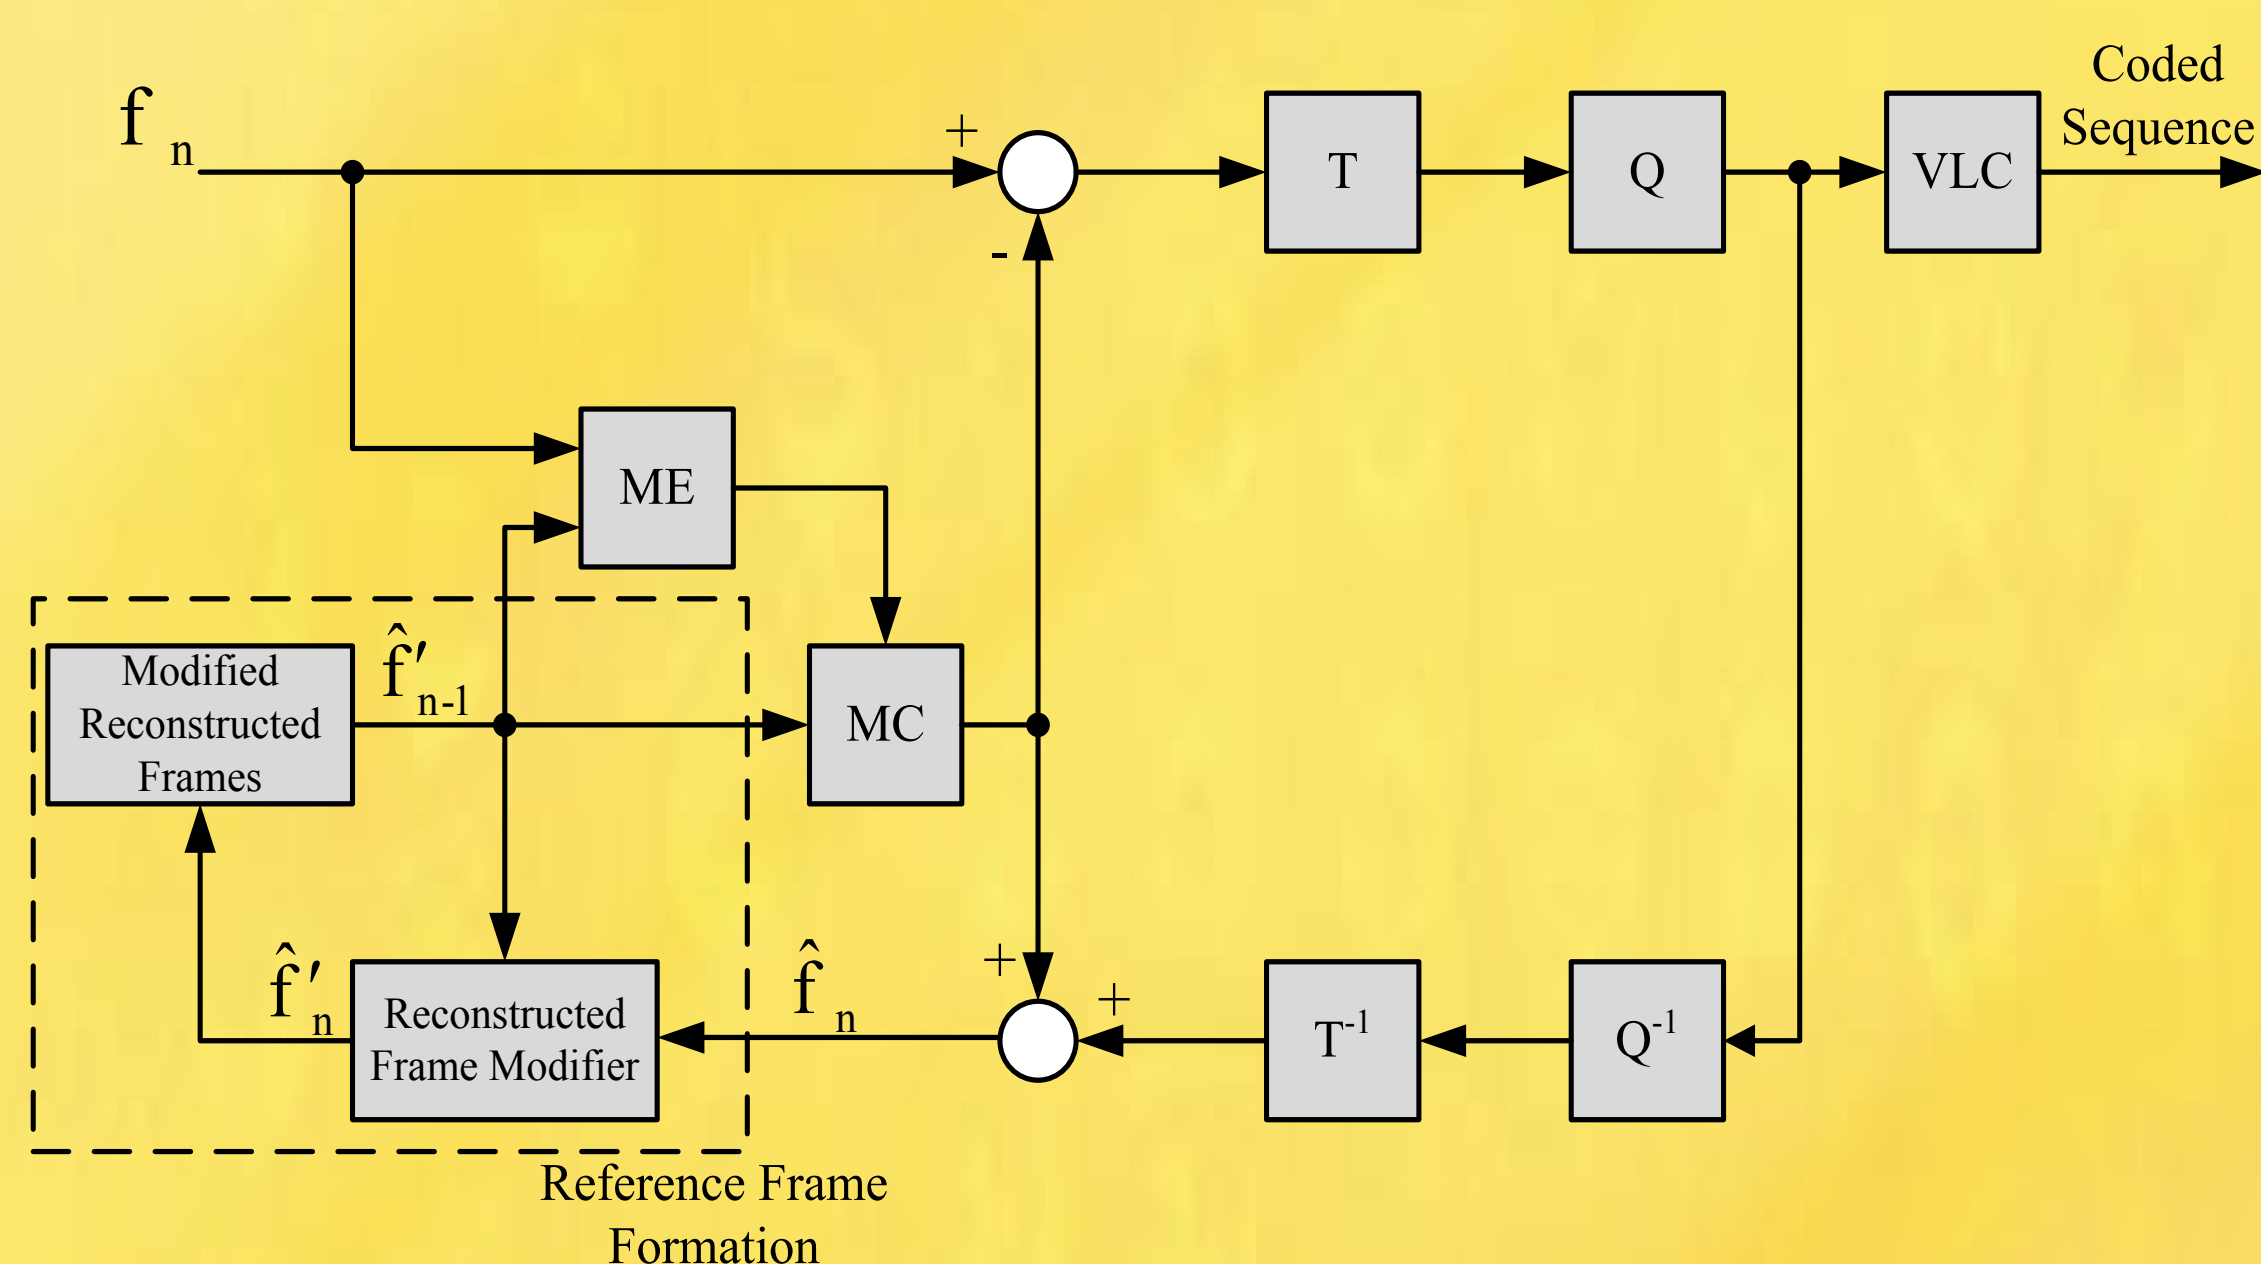 Coded
Sequence
f n
+
T
Q
VLC
-
ME
f̂′n-1
Modified
Reconstructed
Frames
MC
f̂′n
Reconstructed
Frame Modifier
f̂ n
+
+
T-1
Q-1
Reference Frame
Formation